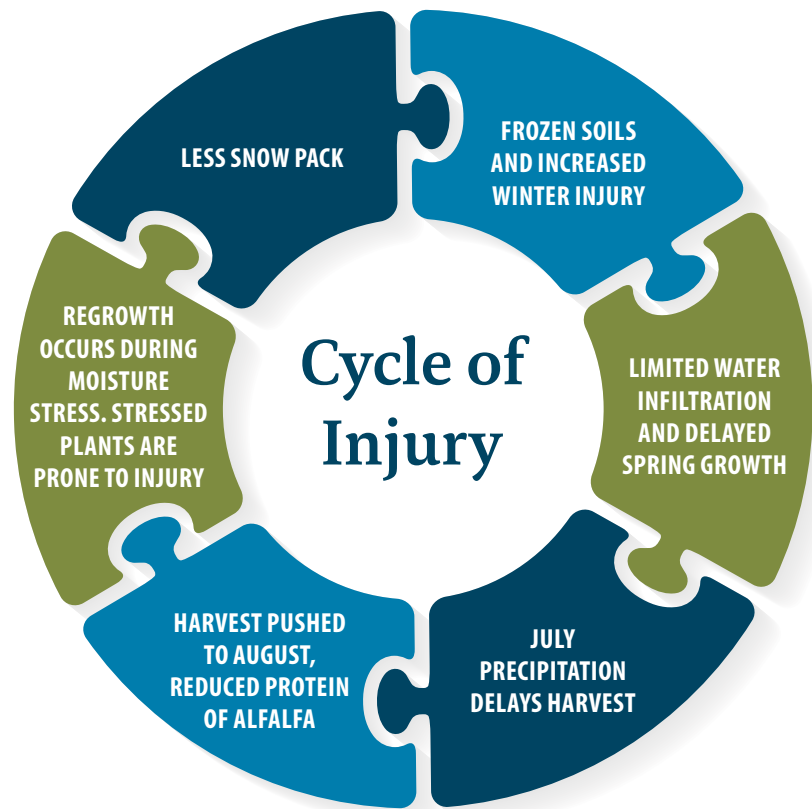 Cycle of
Injury
LESS SNOW PACK
FROZEN SOILS
AND INCREASED
WINTER INJURY
LIMITED WATER
INFILTRATION
AND DELAYED
SPRING GROWTH
JULY
PRECIPITATION
DELAYS HARVEST
HARVEST PUSHED
TO AUGUST,
REDUCED PROTEIN
OF ALFALFA
REGROWTH
OCCURS DURING
MOISTURE
STRESS. STRESSED
PLANTS ARE
PRONE TO INJURY